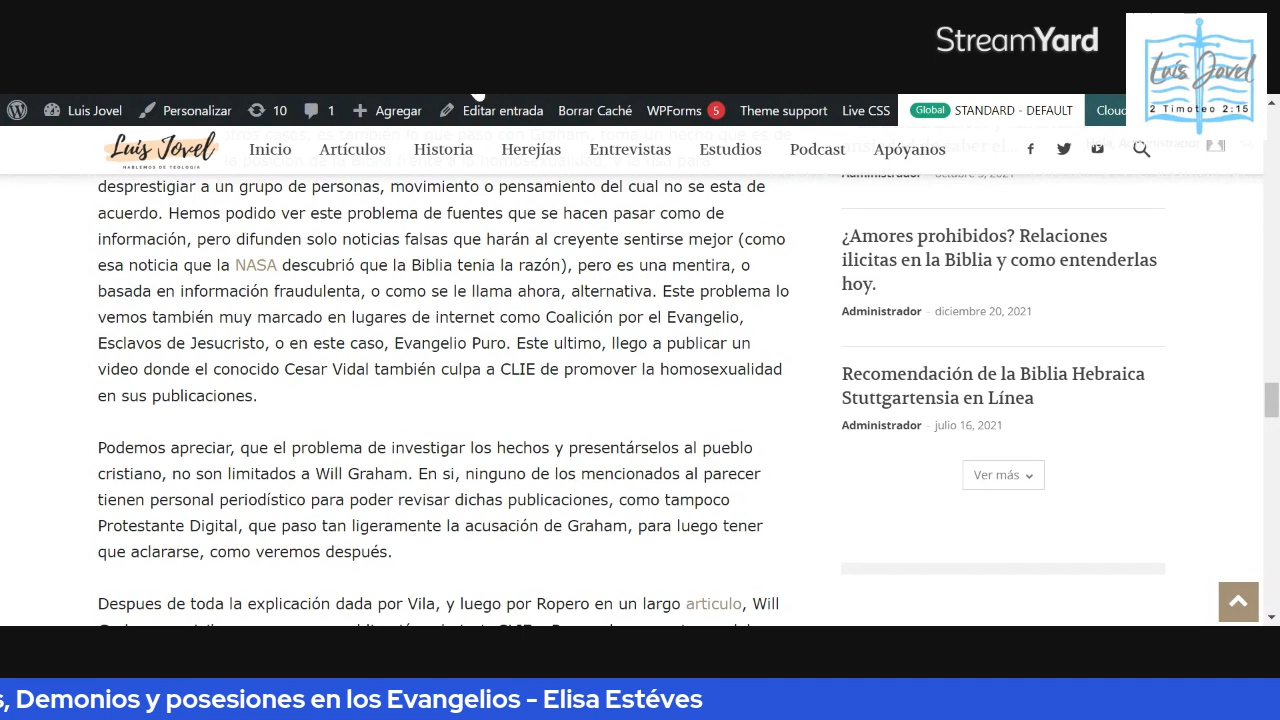 StreamYard
Luis Jovel
2 Timoteo 2:15
Luis Jovel Personalizar 10 1 Agregar Editar entrada Borrar Caché WPForms 5 Theme support Live CSS Global STANDARD - DEFAULT Cloud
Luis Jovel
HABLEMOS DE TEOLOGÍA
Inicio Artículos Historia Herejías Entrevistas Estudios Podcast Apóyanos
desprestigiar a un grupo de personas, movimiento o pensamiento del cual no se esta de
acuerdo. Hemos podido ver este problema de fuentes que se hacen pasar como de
información, pero difunden solo noticias falsas que harán al creyente sentirse mejor (como
esa noticia que la NASA descubrió que la Biblia tenia la razón), pero es una mentira, o
basada en información fraudulenta, o como se le llama ahora, alternativa. Este problema lo
vemos también muy marcado en lugares de internet como Coalición por el Evangelio,
Esclavos de Jesucristo, o en este caso, Evangelio Puro. Este ultimo, llego a publicar un
video donde el conocido Cesar Vidal también culpa a CLIE de promover la homosexualidad
en sus publicaciones.
Podemos apreciar, que el problema de investigar los hechos y presentárselos al pueblo
cristiano, no son limitados a Will Graham. En si, ninguno de los mencionados al parecer
tienen personal periodístico para poder revisar dichas publicaciones, como tampoco
Protestante Digital, que paso tan ligeramente la acusación de Graham, para luego tener
que aclararse, como veremos después.
Despues de toda la explicación dada por Vila, y luego por Ropero en un largo articulo, Will
¿Amores prohibidos? Relaciones
ilicitas en la Biblia y como entenderlas
hoy.
Administrador - diciembre 20, 2021
Recomendación de la Biblia Hebraica
Stuttgartensia en Línea
Administrador - julio 16, 2021
Ver más
s, Demonios y posesiones en los Evangelios - Elisa Estéves